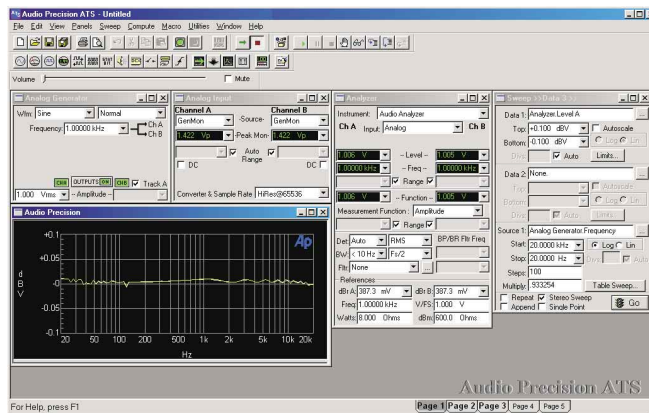 Audio Precision ATS - Untitled
File Edit View Panels Sweep Compute Macro Utilities Window Help
Volume
Mute
Analog Generator
Wfm: Sine Normal
Frequency: 1.00000 kHz
Ch A
Ch B
CHA OUTPUTS ON CHB Track A
1.000 Vrms -- Amplitude --
Analog Input
Channel A Channel B
GenMon -Source- GenMon
1.422 Vp -Peak Mon- 1.422 Vp
Auto
Range
DC DC
Converter & Sample Rate HiRes@65536
Analyzer
Instrument: Audio Analyzer
Ch A Input: Analog Ch B
1.006 V -- Level -- 1.005 V
1.00000 kHz -- Freq -- 1.00000 kHz
Range
1.006 V -- Function -- 1.005 V
Measurement Function : Amplitude
Range
Det: Auto RMS BP/BR Fltr Freq
BW: < 10 Hz Fs/2
Fltr: None
References
dBr A: 387.3 mV dBr B: 387.3 mV
Freq: 1.00000 kHz V/FS: 1.000 V
Watts: 8.000 Ohms dBm: 600.0 Ohms
Sweep >>Data 3 >>
Data 1: Analyzer.Level A ...
Top: +0.100 dBV Autoscale
Bottom: -0.100 dBV Log Lin
Divs: Auto Limits...
Data 2: None. ...
Top: Autoscale
Bottom: Log Lin
Divs: Auto Limits...
Source 1: Analog Generator.Frequency ...
Start: 20.0000 kHz Log Lin
Stop: 20.0000 Hz Divs: Auto
Steps: 100
Multiply: .933254 Table Sweep...
Repeat Stereo Sweep
Append Single Point
Go
Audio Precision
Ap
+0.1
+0.05
-0
-0.05
-0.1
d
B
V
20 50 100 200 500 1k 2k 5k 10k 20k
Hz
Audio Precision ATS
For Help, press F1
Page 1 Page 2 Page 3 Page 4 Page 5